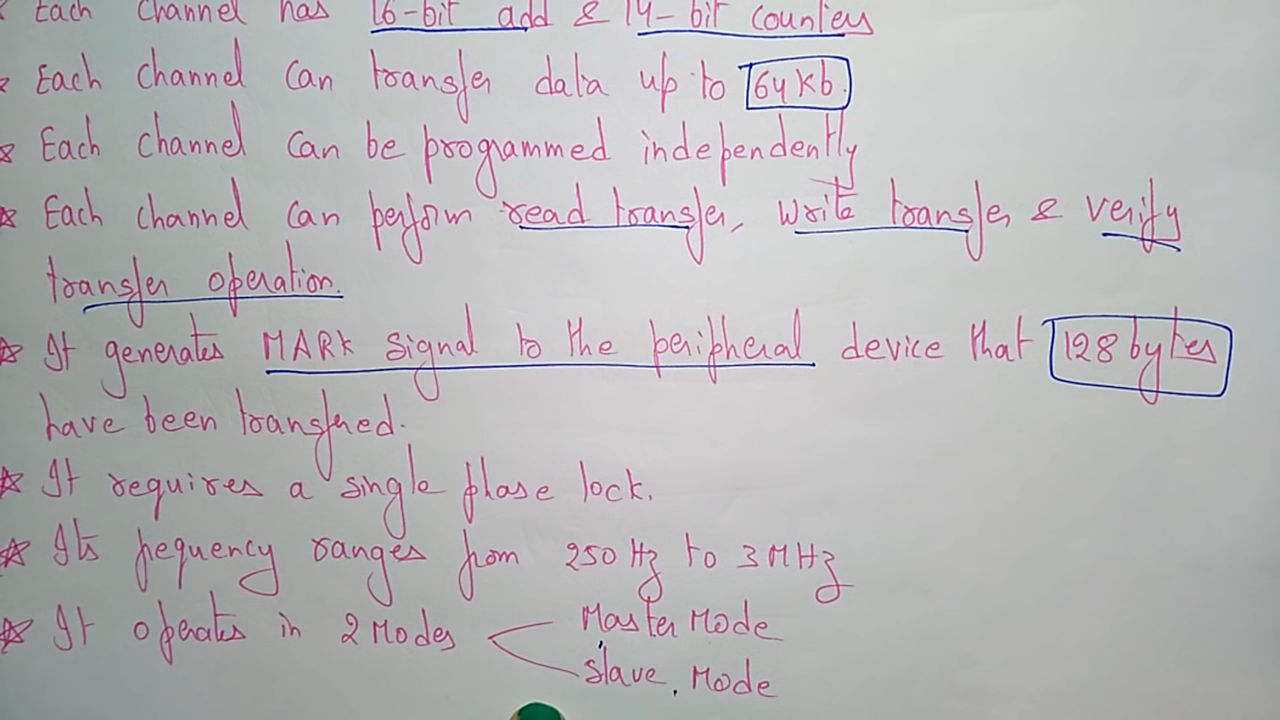 Each channel has 16-bit add & 14-bit counters
Each channel can transfer data up to 64Kb.
Each channel can be programmed independently
Each channel can perform read transfer, write transfer & verify
transfer operation.
It generates MARK signal to the peripheral device that 128 bytes
have been transfered.
It requires a single phase lock.
Its fequency ranges from 250 Hz to 3 MHz
It operates in 2 Modes
Master Mode
Slave Mode